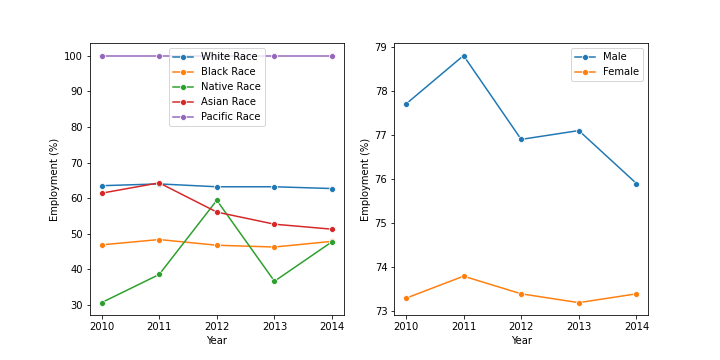 100
90
80
70
60
50
40
30
Employment (%)
2010 2011 2012 2013 2014
Year
White Race
Black Race
Native Race
Asian Race
Pacific Race
79
78
77
76
75
74
73
Employment (%)
2010 2011 2012 2013 2014
Year
Male
Female